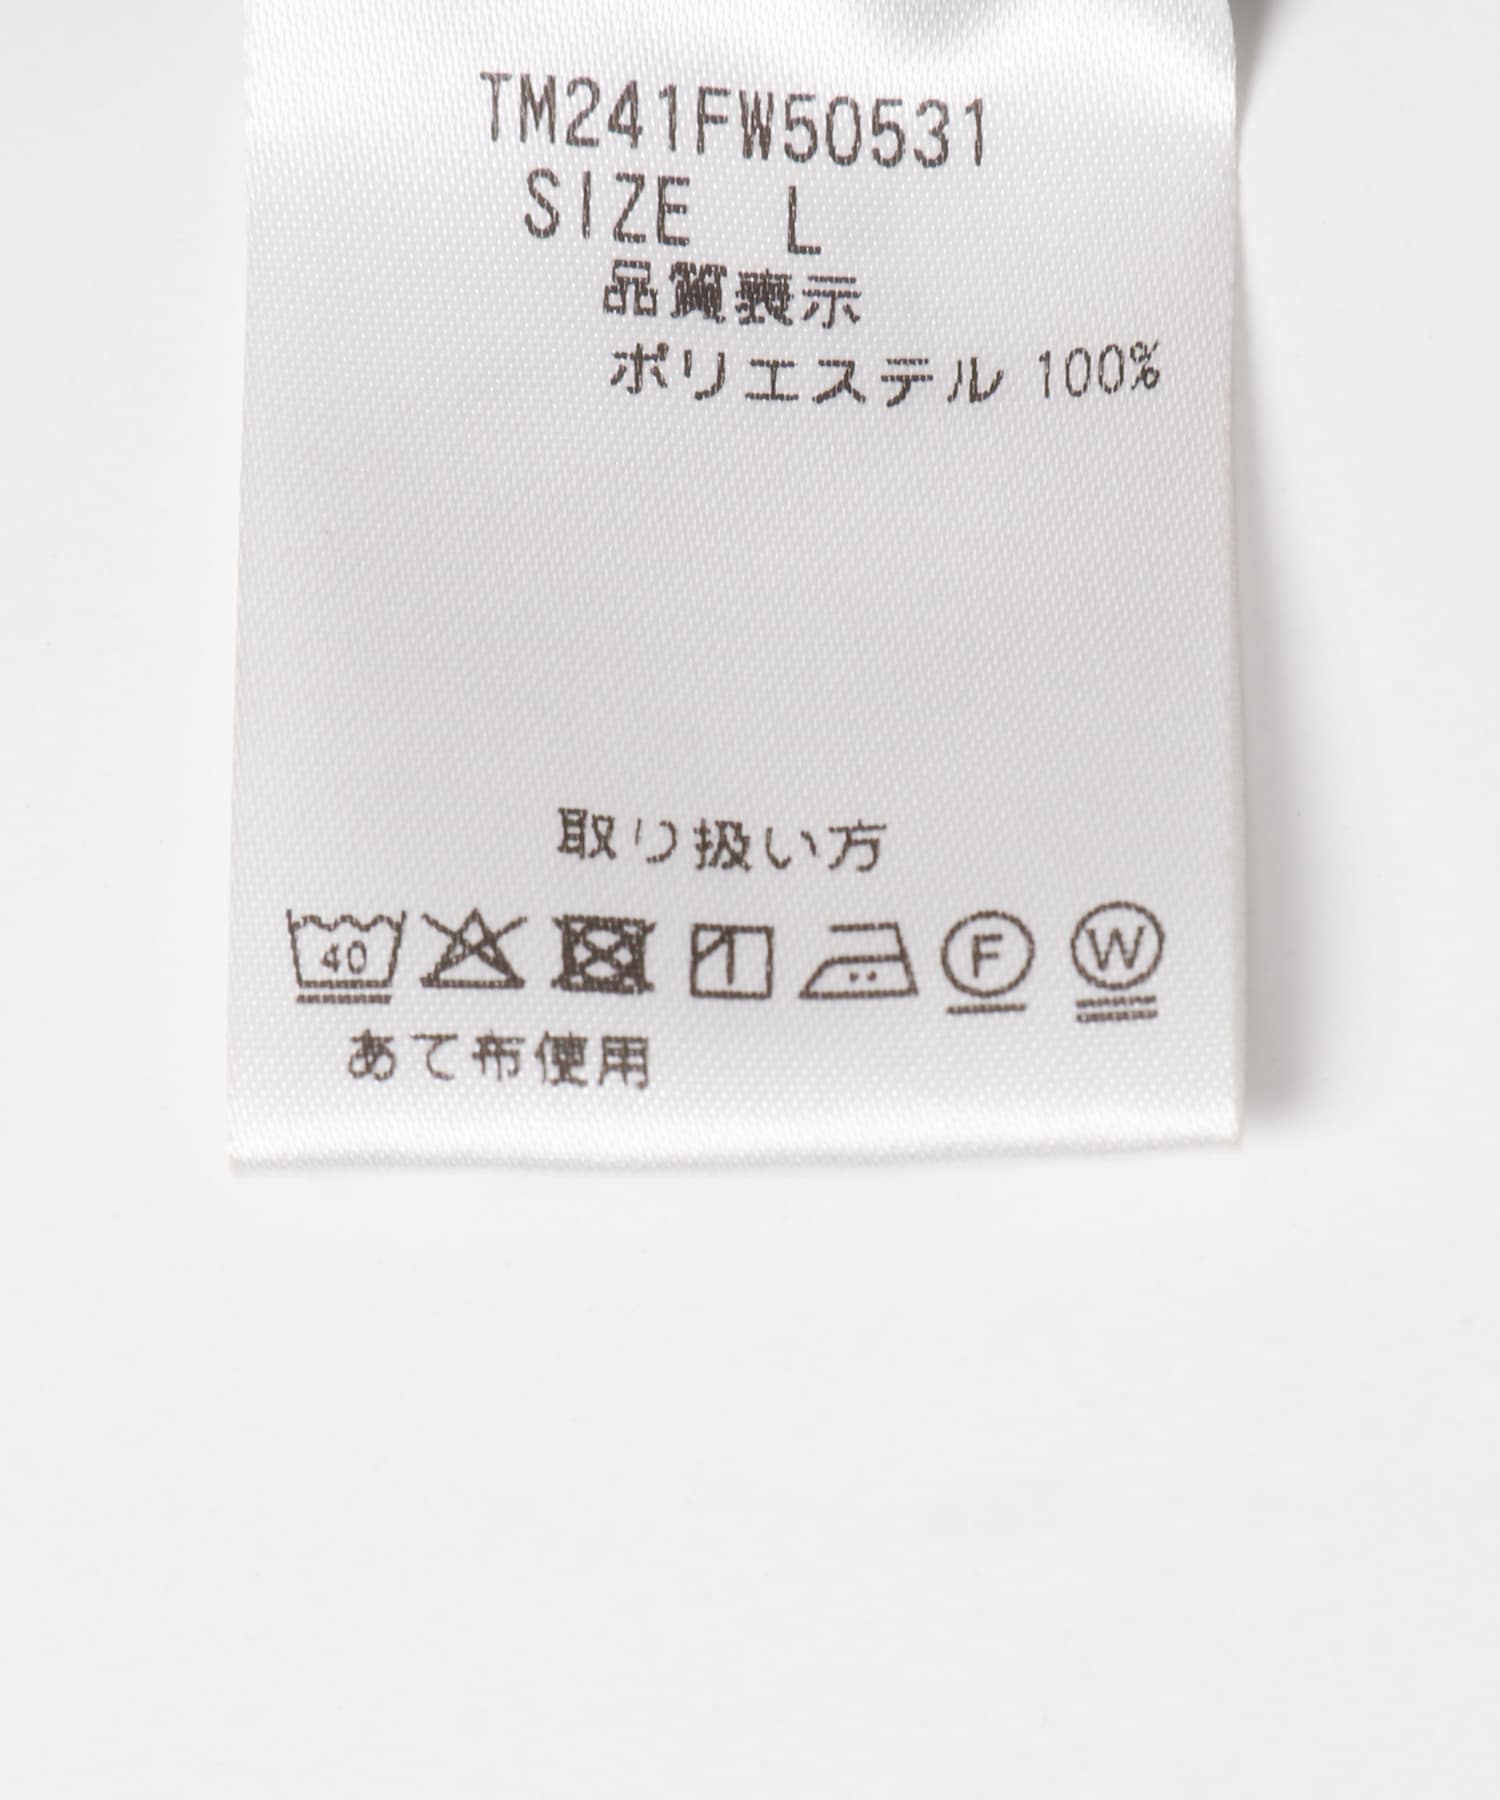 TM241FW50531
SIZE L
品質表示
ポリエステル 100%
取り扱い方
40 F W
あて布使用